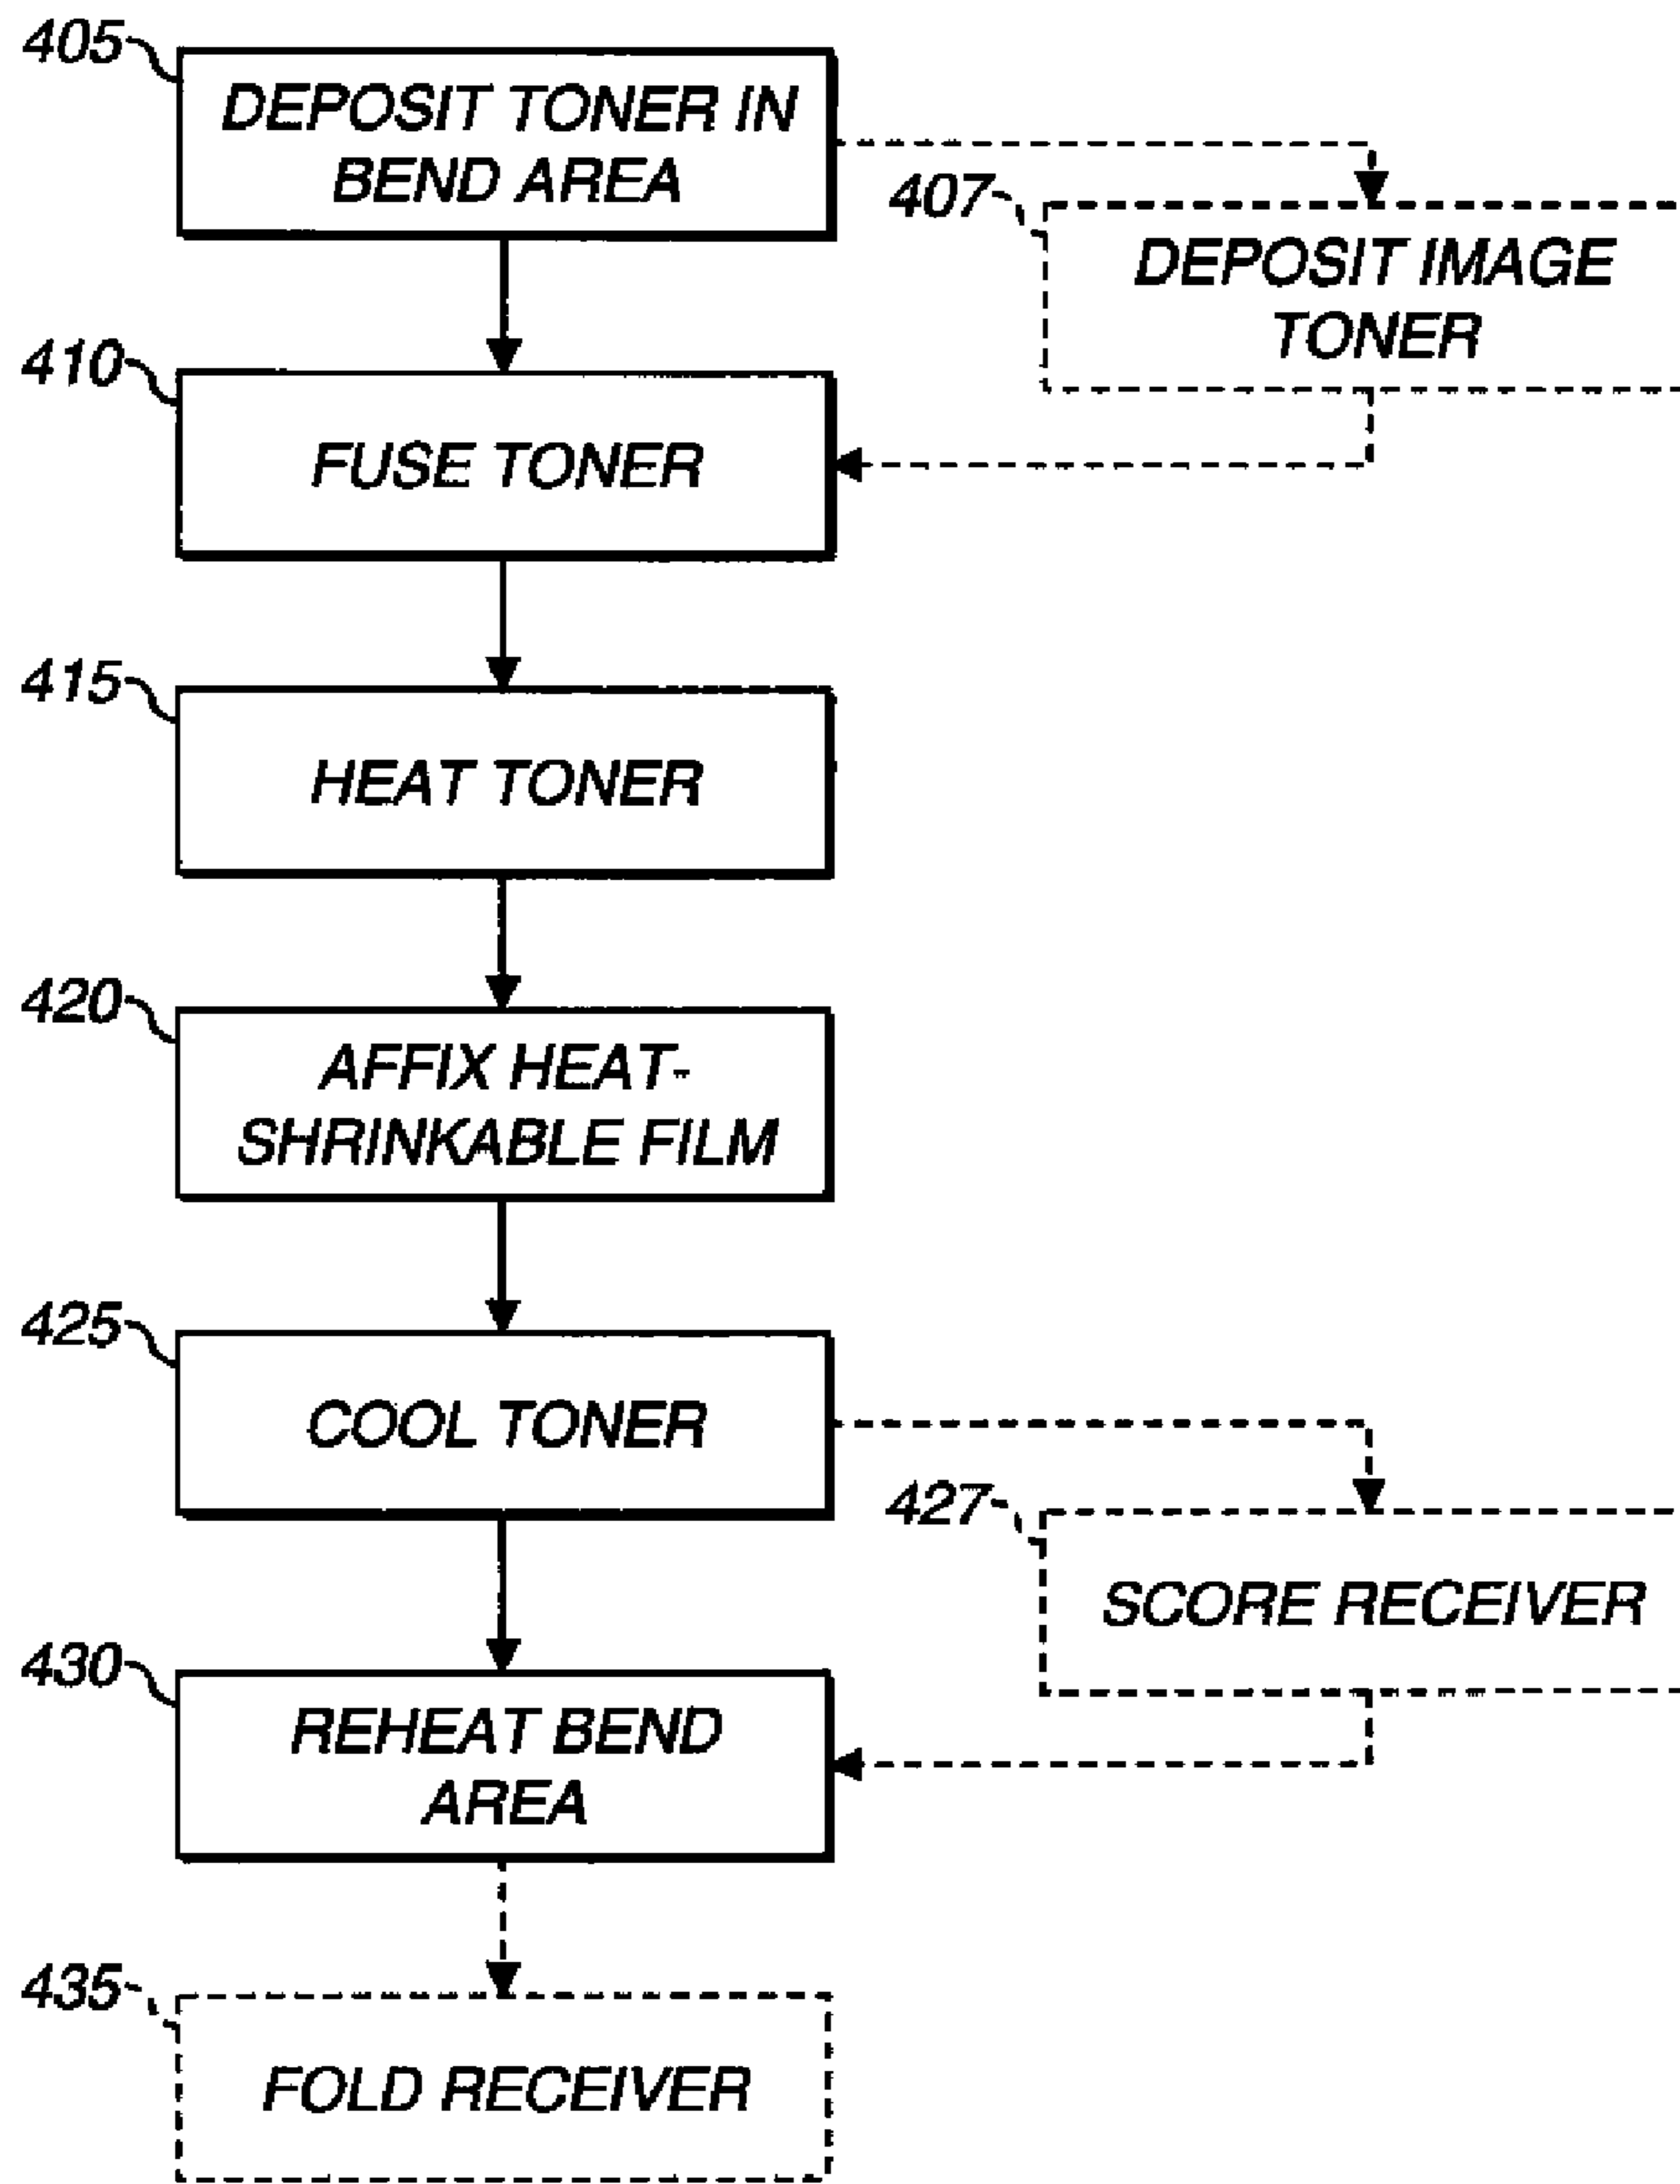 405
DEPOSIT TONER IN
BEND AREA
407
DEPOSIT IMAGE
TONER
410
FUSE TONER
415
HEAT TONER
420
AFFIX HEAT-
SHRINKABLE FILM
425
COOL TONER
427
SCORE RECEIVER
430
REHEAT BEND
AREA
435
FOLD RECEIVER